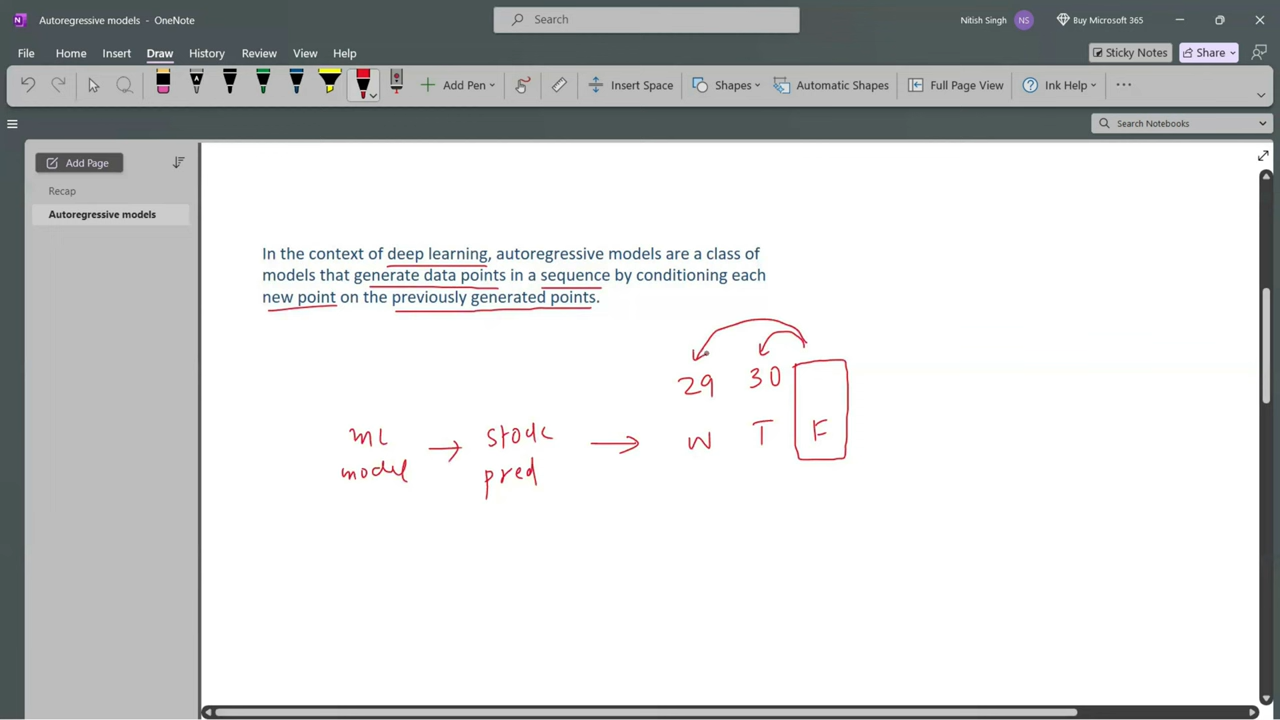 Autoregressive models - OneNote
Search
Nitish Singh NS
Buy Microsoft 365
File Home Insert Draw History Review View Help
Sticky Notes
Share
Add Pen
Insert Space
Shapes
Automatic Shapes
Full Page View
Ink Help
Search Notebooks
Add Page
Recap
Autoregressive models
In the context of deep learning, autoregressive models are a class of
models that generate data points in a sequence by conditioning each
new point on the previously generated points.
29 30
ML → stock → W T F
model pred